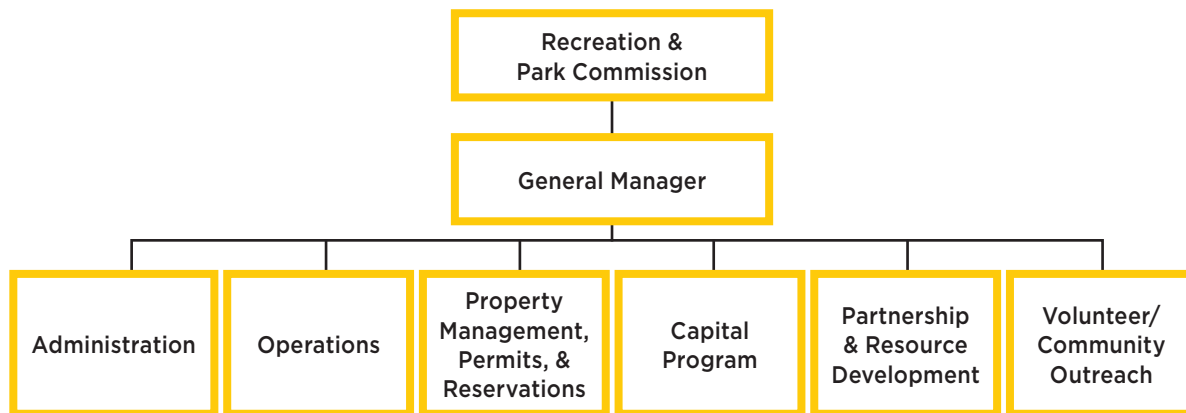 Recreation &
Park Commission
General Manager
Administration
Operations
Property
Management,
Permits, &
Reservations
Capital
Program
Partnership
& Resource
Development
Volunteer/
Community
Outreach